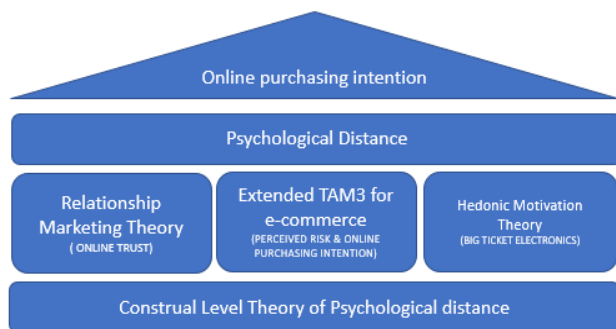 Online purchasing intention
Psychological Distance
Relationship
Marketing Theory
( ONLINE TRUST)
Extended TAM3 for
e-commerce
(PERCEIVED RISK & ONLINE
PURCHASING INTENTION)
Hedonic Motivation
Theory
(BIG TICKET ELECTRONICS)
Construal Level Theory of Psychological distance